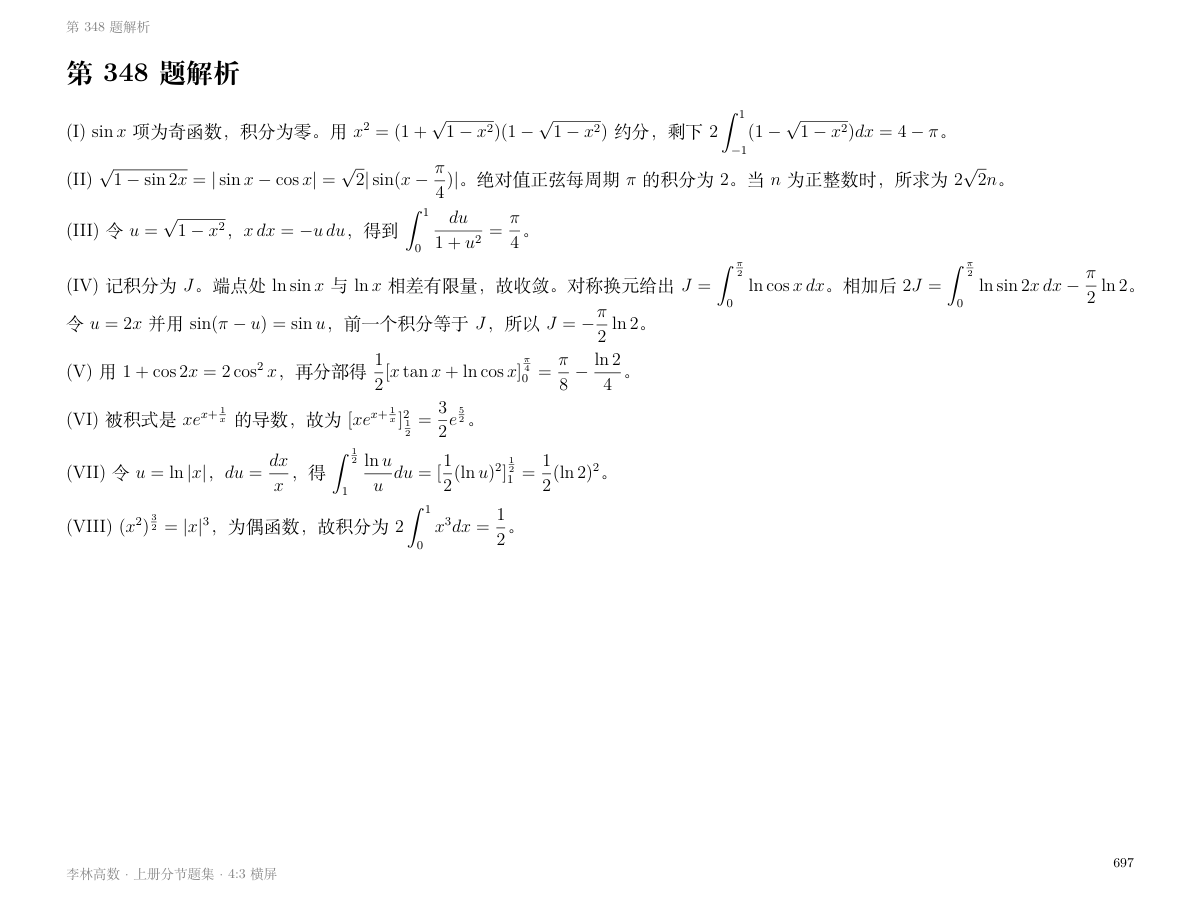 第 348 题解析
第 348 题解析
(I) sin x 项为奇函数，积分为零。用 x² = (1 + √(1 − x²))(1 − √(1 − x²)) 约分，剩下 2∫_{−1}^{1}(1 − √(1 − x²))dx = 4 − π。
(II) √(1 − sin 2x) = | sin x − cos x| = √2| sin(x − π/4)|。绝对值正弦每周期 π 的积分为 2。当 n 为正整数时，所求为 2√2n。
(III) 令 u = √(1 − x²)，x dx = −u du，得到 ∫_{0}^{1} du/(1 + u²) = π/4。
(IV) 记积分为 J。端点处 ln sin x 与 ln x 相差有限量，故收敛。对称换元给出 J = ∫_{0}^{π/2} ln cos x dx。相加后 2J = ∫_{0}^{π/2} ln sin 2x dx − π/2 ln 2。
令 u = 2x 并用 sin(π − u) = sin u，前一个积分等于 J，所以 J = −π/2 ln 2。
(V) 用 1 + cos 2x = 2 cos² x，再分部得 1/2[x tan x + ln cos x]_{0}^{π/4} = π/8 − ln 2/4。
(VI) 被积式是 xe^{x+1/x} 的导数，故为 [xe^{x+1/x}]_{1/2}^{2} = 3/2 e^{5/2}。
(VII) 令 u = ln |x|，du = dx/x，得 ∫_{1}^{1/2} ln u/u du = [1/2(ln u)²]_{1}^{1/2} = 1/2(ln 2)²。
(VIII) (x²)^{3/2} = |x|³，为偶函数，故积分为 2∫_{0}^{1} x³dx = 1/2。
李林高数 · 上册分节题集 · 4:3 横屏
697